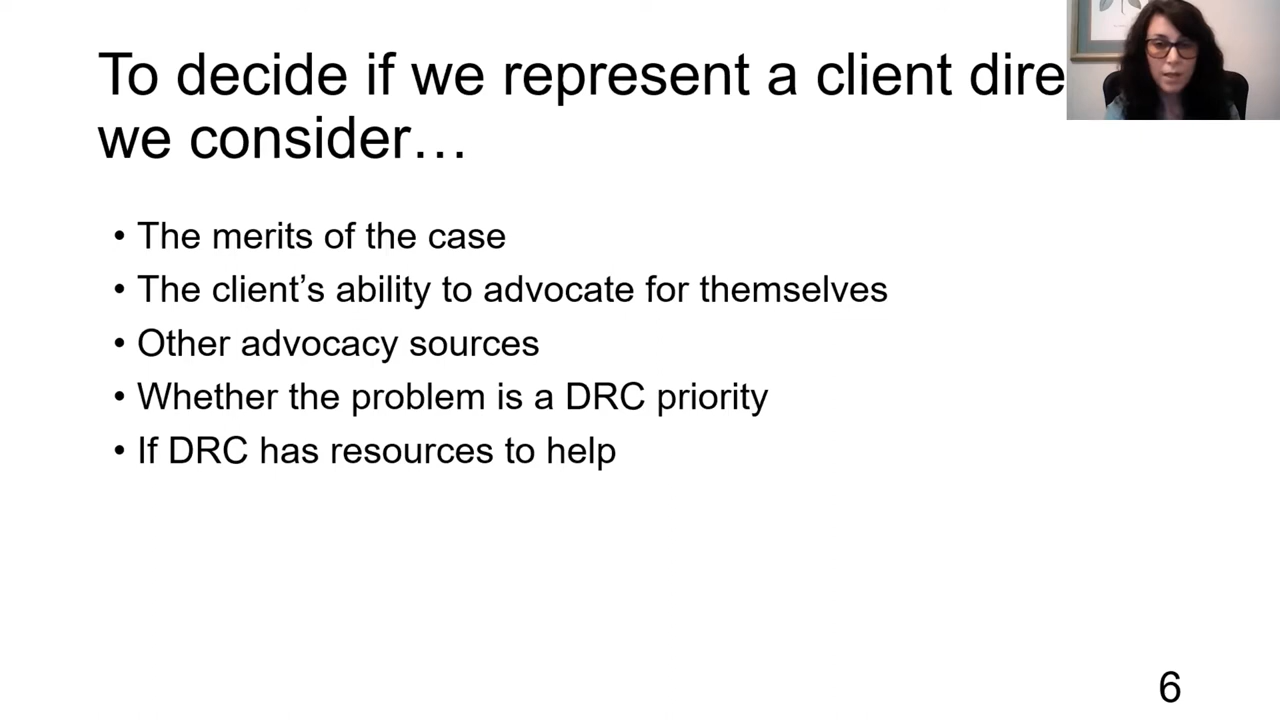 To decide if we represent a client
we consider…
• The merits of the case
• The client’s ability to advocate for themselves
• Other advocacy sources
• Whether the problem is a DRC priority
• If DRC has resources to help
6